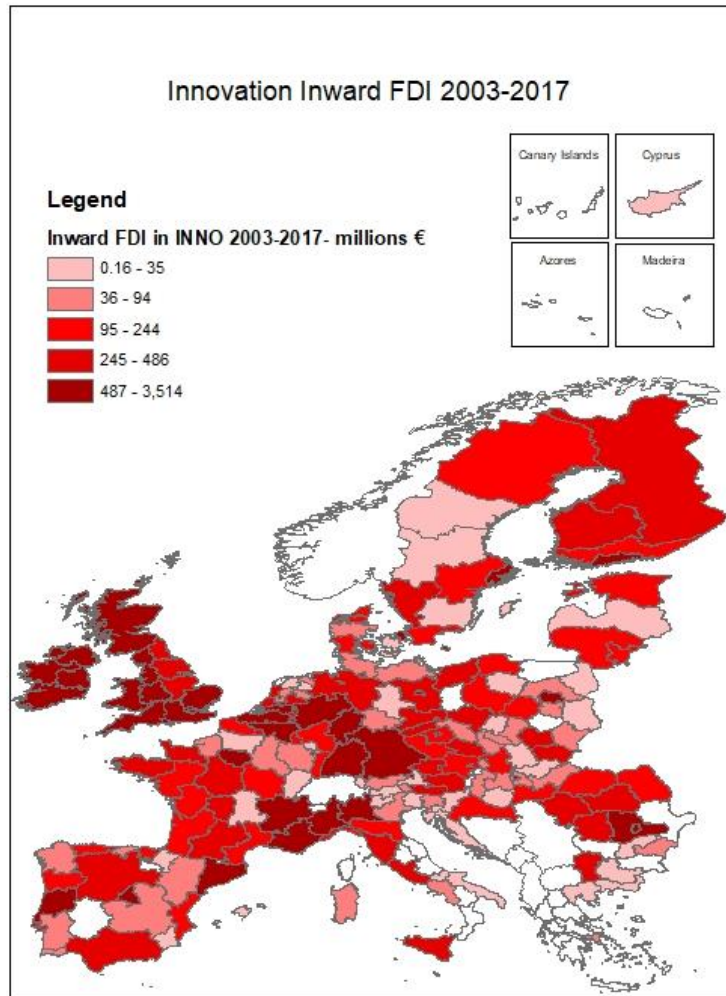 Innovation Inward FDI 2003-2017
Canary Islands
Cyprus
Azores
Madeira
Legend
Inward FDI in INNO 2003-2017- millions €
0.16 - 35
36 - 94
95 - 244
245 - 486
487 - 3,514